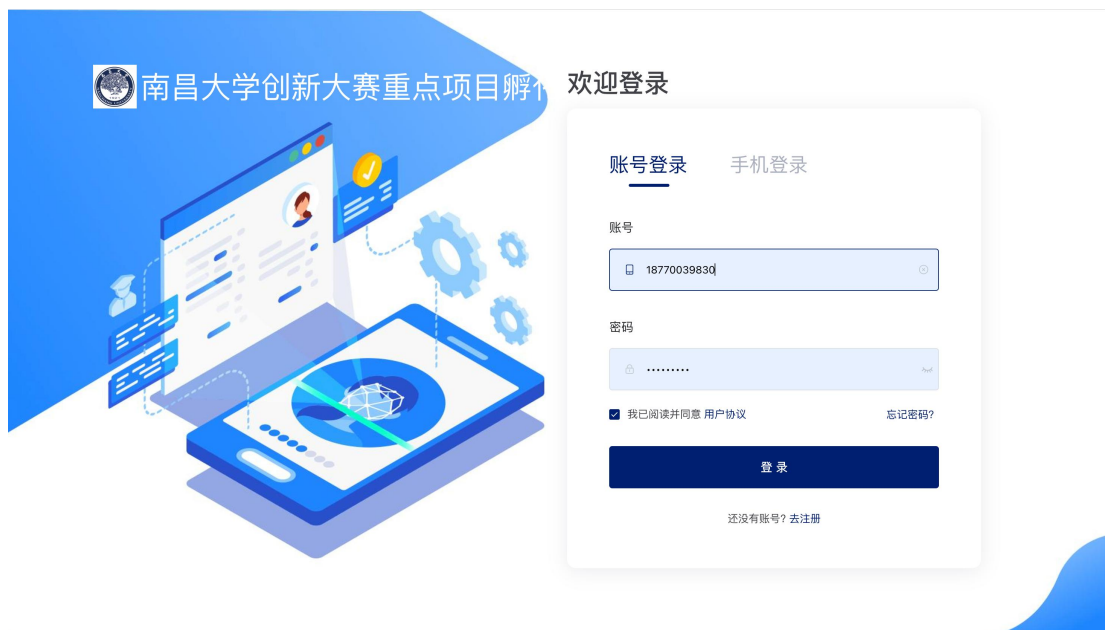 南昌大学创新大赛重点项目孵
欢迎登录
账号登录 手机登录
账号
18770039830
密码
•••••••••
我已阅读并同意 用户协议 忘记密码?
登 录
还没有账号? 去注册